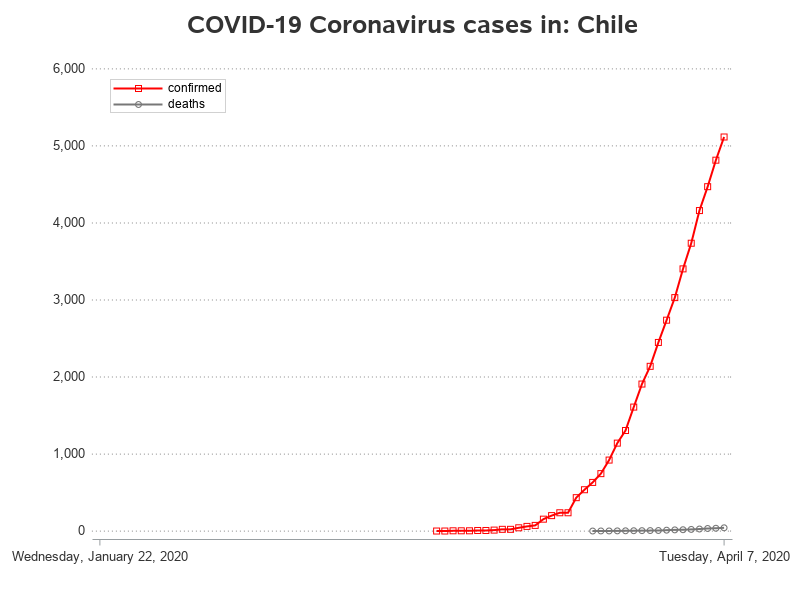 COVID-19 Coronavirus cases in: Chile
6,000
confirmed
deaths
5,000
4,000
3,000
2,000
1,000
0
Wednesday, January 22, 2020
Tuesday, April 7, 2020